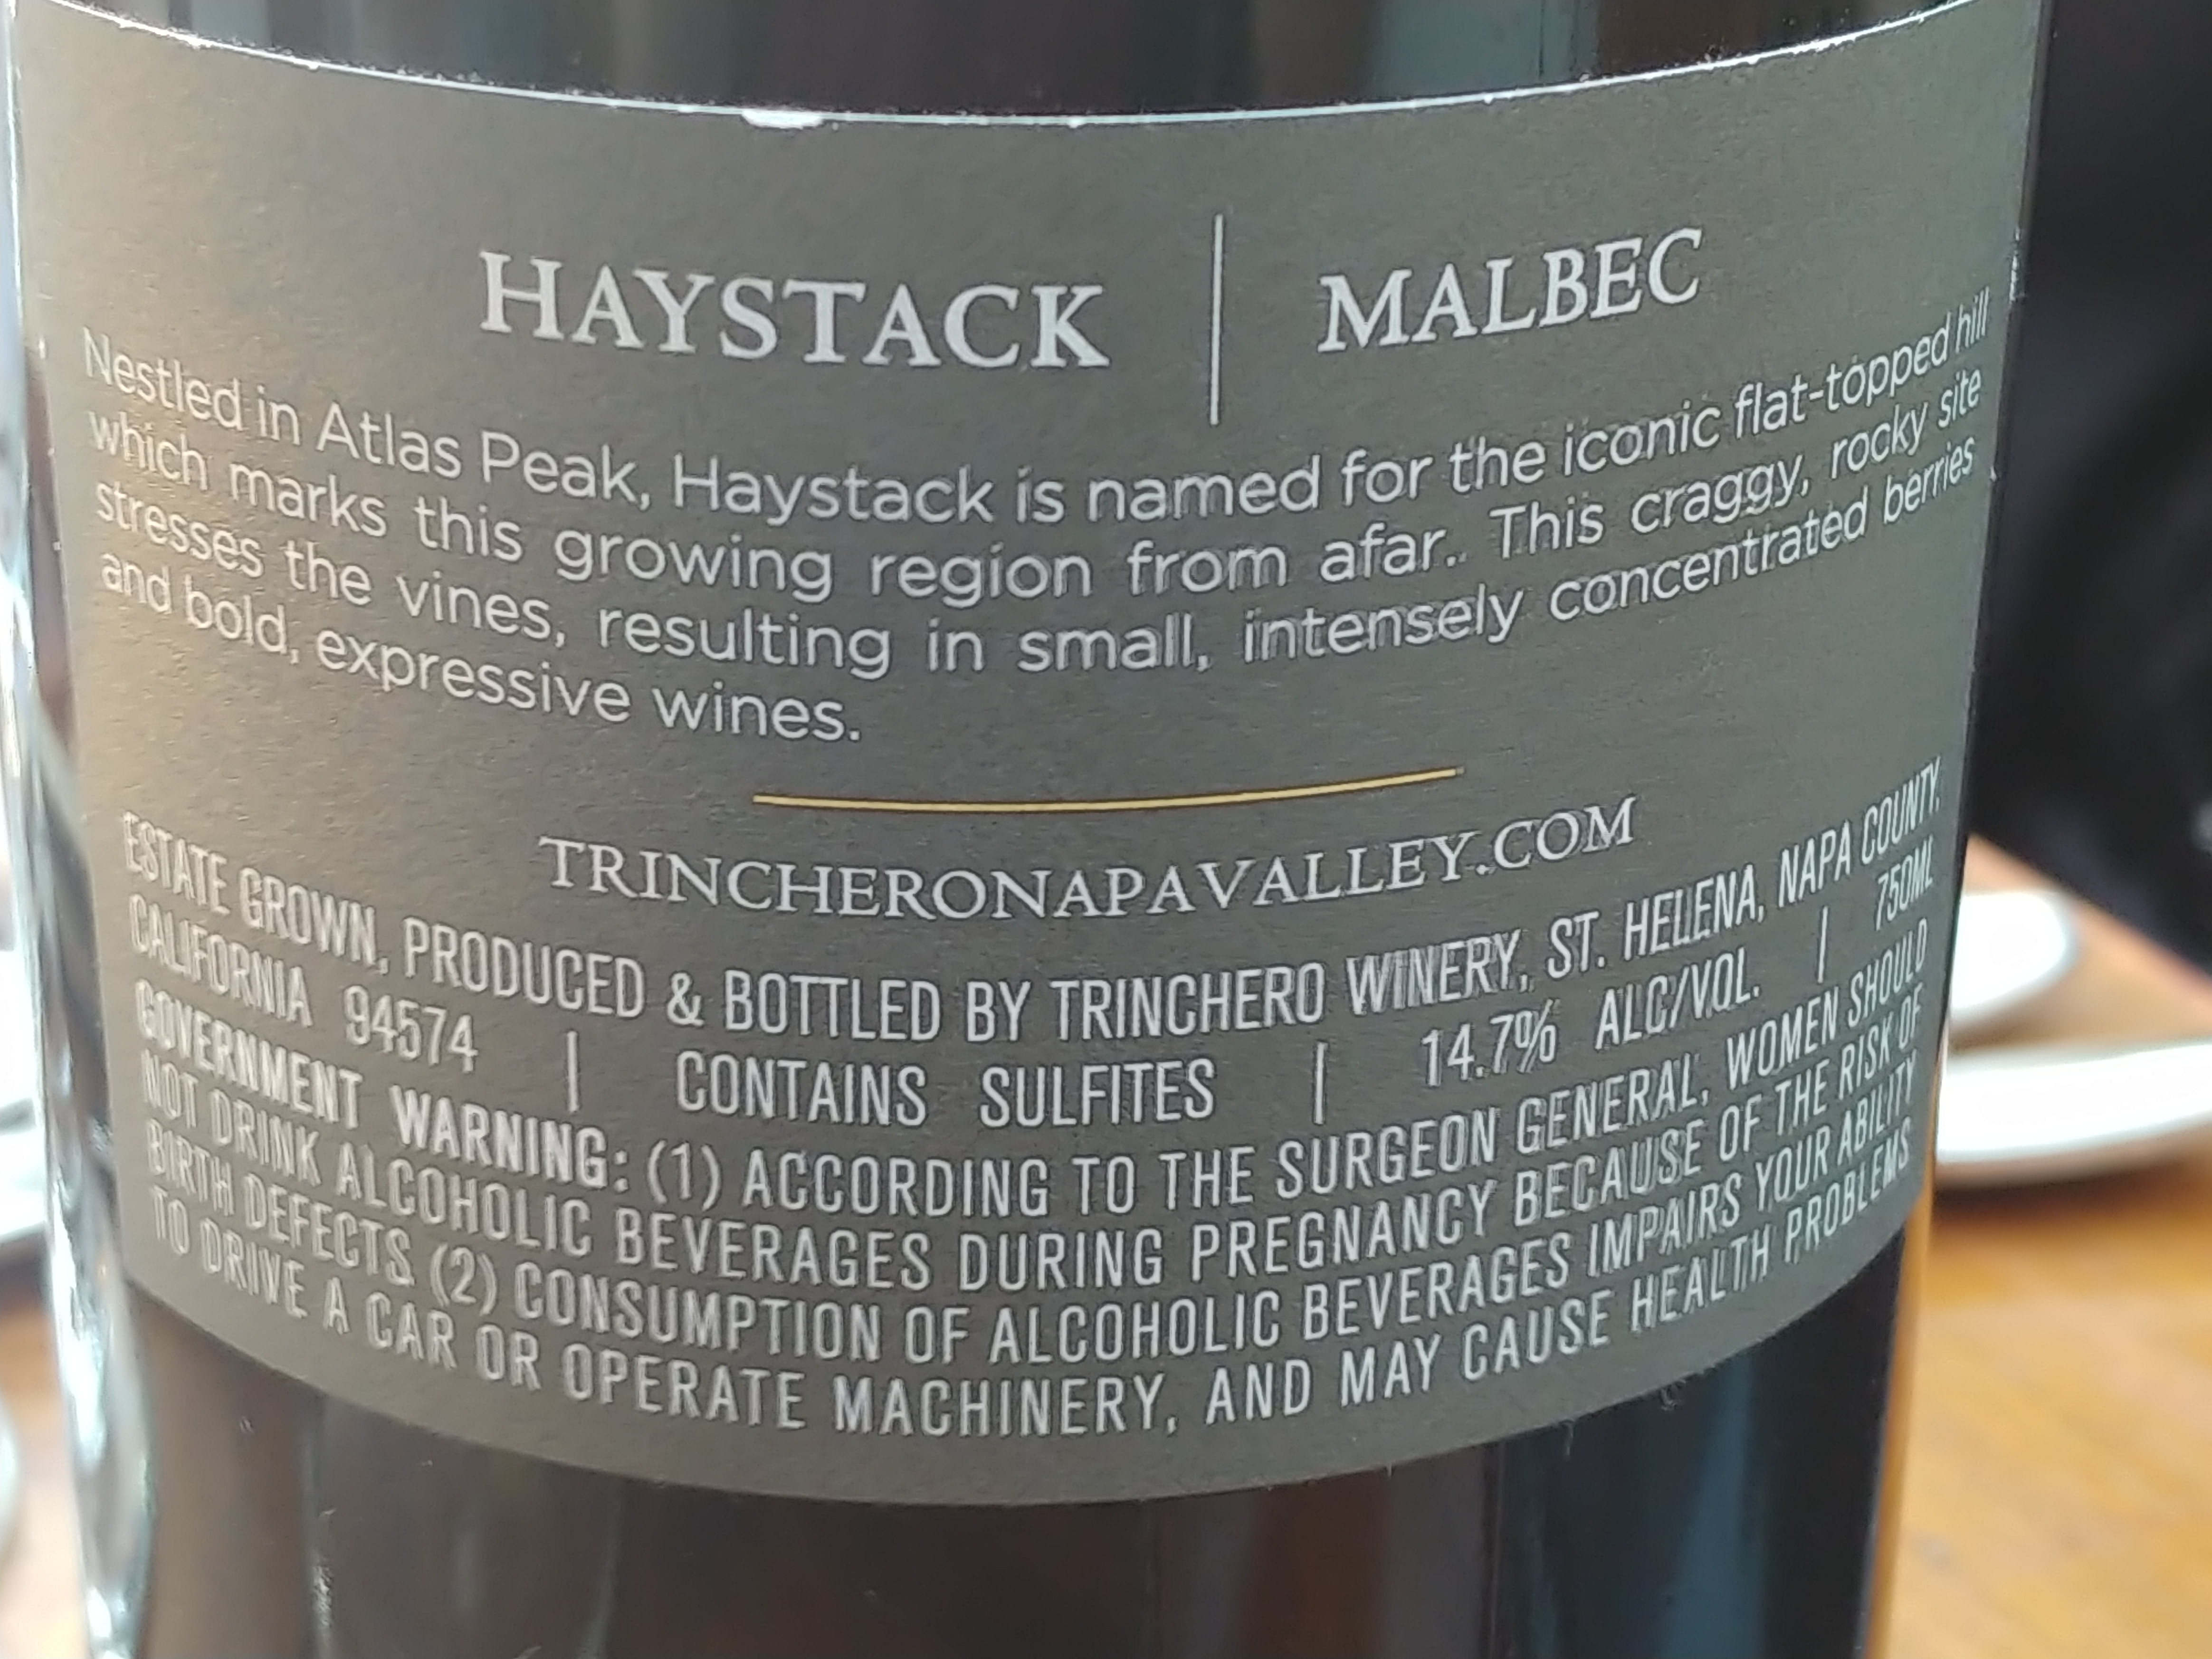 HAYSTACK | MALBEC
Nestled in Atlas Peak, Haystack is named for the iconic flat-topped hill
which marks this growing region from afar. This craggy, rocky site
stresses the vines, resulting in small, intensely concentrated berries
and bold, expressive wines.
TRINCHERONAPAVALLEY.COM
ESTATE GROWN, PRODUCED & BOTTLED BY TRINCHERO WINERY, ST. HELENA, NAPA COUNTY,
CALIFORNIA 94574 | CONTAINS SULFITES | 14.7% ALC/VOL. | 750ML
GOVERNMENT WARNING: (1) ACCORDING TO THE SURGEON GENERAL, WOMEN SHOULD
NOT DRINK ALCOHOLIC BEVERAGES DURING PREGNANCY BECAUSE OF THE RISK OF
BIRTH DEFECTS. (2) CONSUMPTION OF ALCOHOLIC BEVERAGES IMPAIRS YOUR ABILITY
TO DRIVE A CAR OR OPERATE MACHINERY, AND MAY CAUSE HEALTH PROBLEMS.